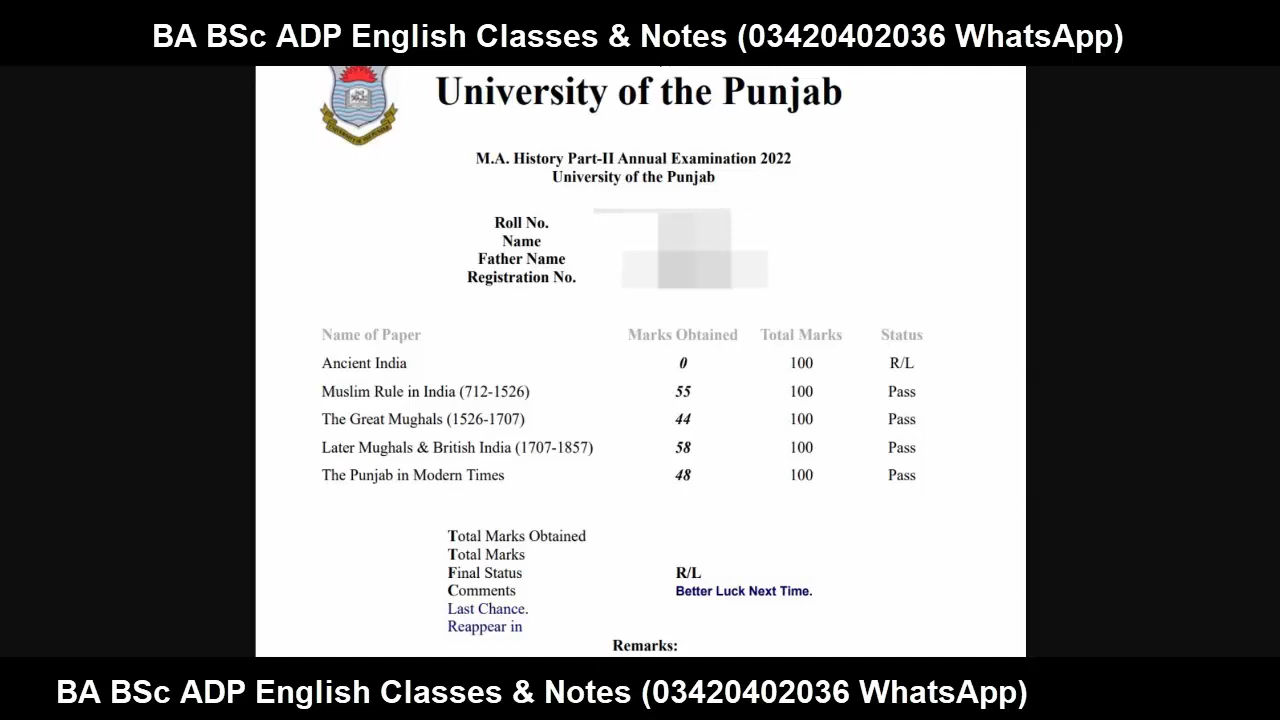 BA BSc ADP English Classes & Notes (03420402036 WhatsApp)
University of the Punjab
M.A. History Part-II Annual Examination 2022
University of the Punjab
Roll No.
Name
Father Name
Registration No.
Name of Paper Marks Obtained Total Marks Status
Ancient India 0 100 R/L
Muslim Rule in India (712-1526) 55 100 Pass
The Great Mughals (1526-1707) 44 100 Pass
Later Mughals & British India (1707-1857) 58 100 Pass
The Punjab in Modern Times 48 100 Pass
Total Marks Obtained
Total Marks
Final Status R/L
Comments Better Luck Next Time.
Last Chance.
Reappear in
Remarks:
BA BSc ADP English Classes & Notes (03420402036 WhatsApp)